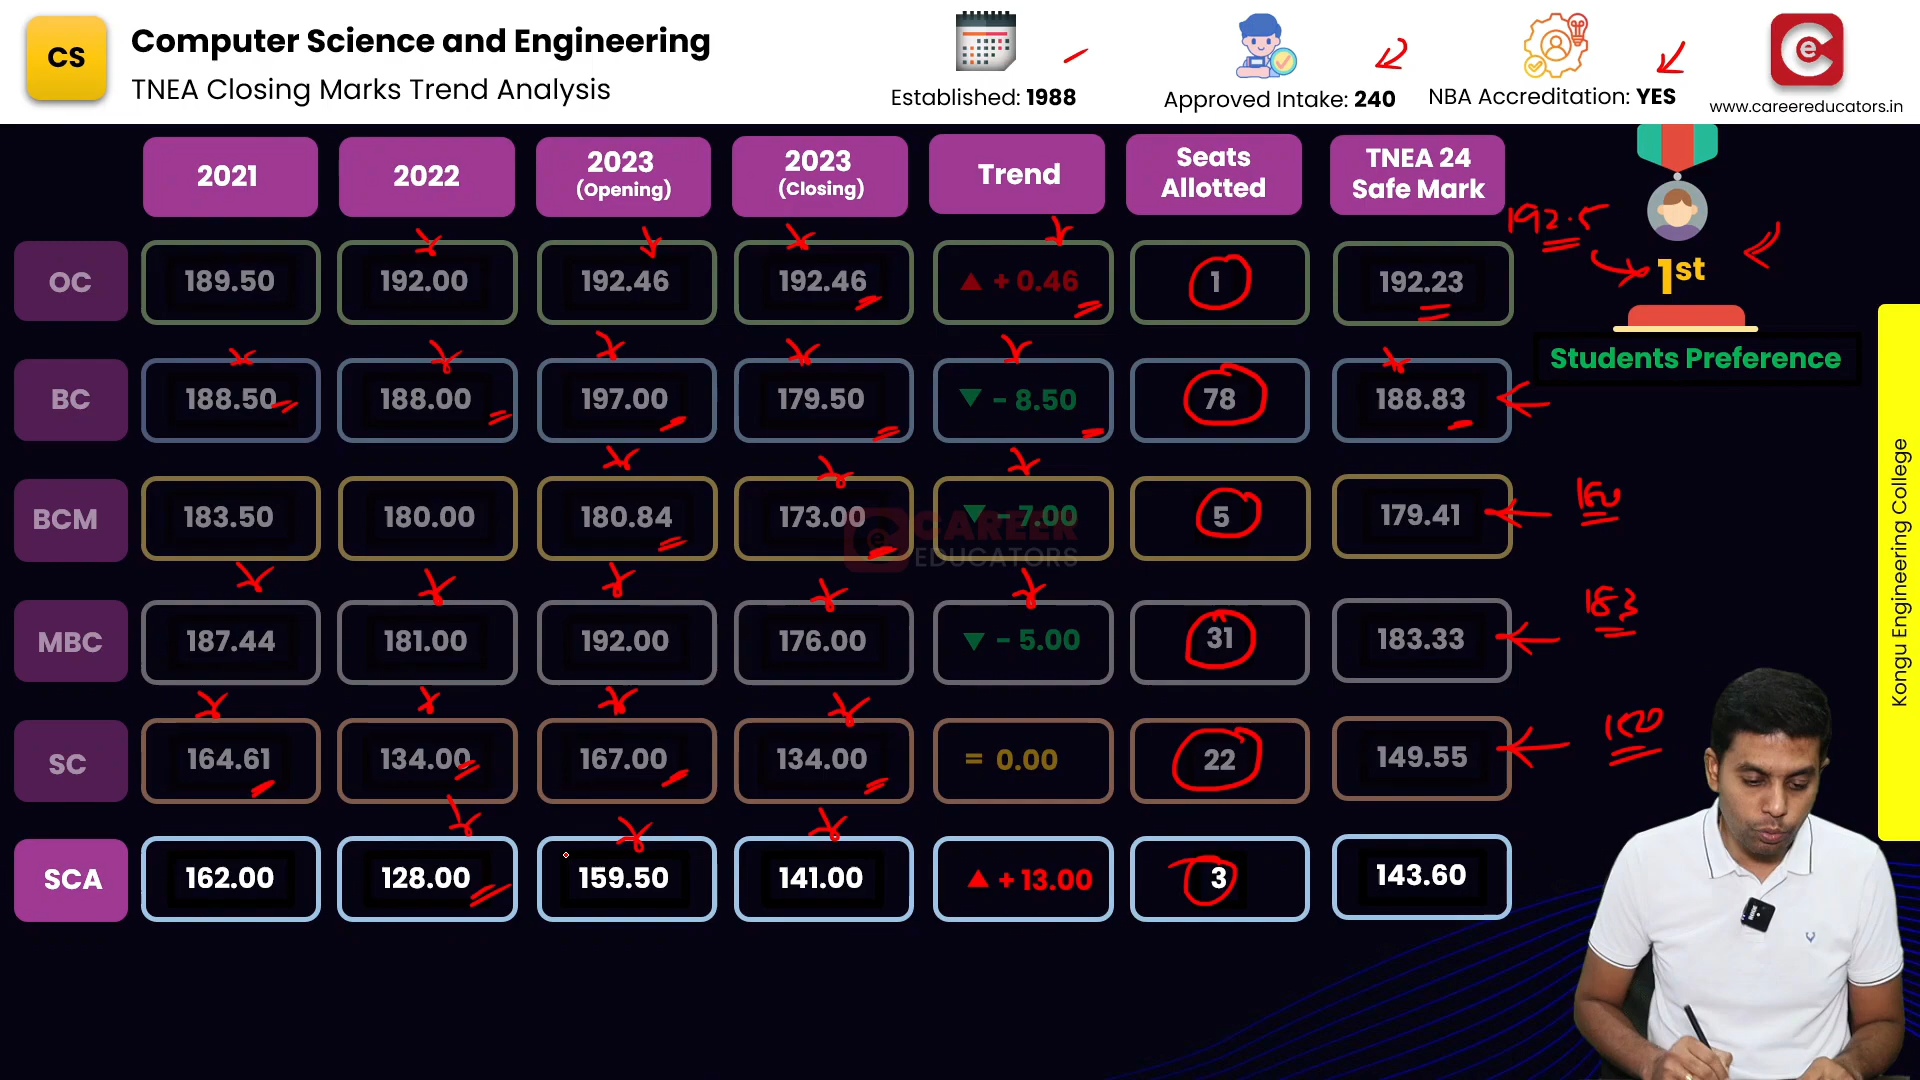 CS
Computer Science and Engineering
TNEA Closing Marks Trend Analysis
Established: 1988
Approved Intake: 240
NBA Accreditation: YES
e
www.careereducators.in
2021
2022
2023
(Opening)
2023
(Closing)
Trend
Seats
Allotted
TNEA 24
Safe Mark
192.5
1st
Students Preference
OC
189.50
192.00
192.46
192.46
▲ + 0.46
1
192.23
BC
188.50
188.00
197.00
179.50
▼ - 8.50
78
188.83
BCM
183.50
180.00
180.84
173.00
▼ - 7.00
5
179.41
180
e CAREER
EDUCATORS
MBC
187.44
181.00
192.00
176.00
▼ - 5.00
31
183.33
183
SC
164.61
134.00
167.00
134.00
= 0.00
22
149.55
150
SCA
162.00
128.00
159.50
141.00
▲ + 13.00
3
143.60
Kongu Engineering College